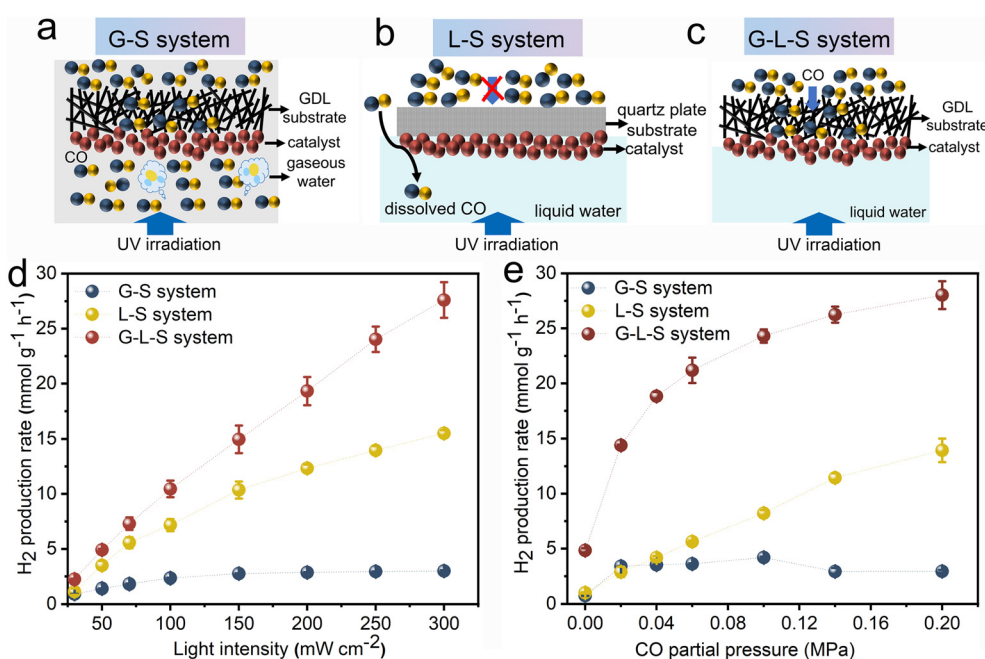 a
G-S system
GDL
substrate
catalyst
CO
gaseous
water
UV irradiation
b
L-S system
quartz plate
substrate
catalyst
dissolved CO
liquid water
UV irradiation
c
G-L-S system
CO
GDL
substrate
catalyst
liquid water
UV irradiation
d
H2 production rate (mmol g-1 h-1)
30
25
20
15
10
5
0
G-S system
L-S system
G-L-S system
50 100 150 200 250 300
Light intensity (mW cm-2)
e
H2 production rate (mmol g-1 h-1)
30
25
20
15
10
5
0
G-S system
L-S system
G-L-S system
0.00 0.04 0.08 0.12 0.16 0.20
CO partial pressure (MPa)